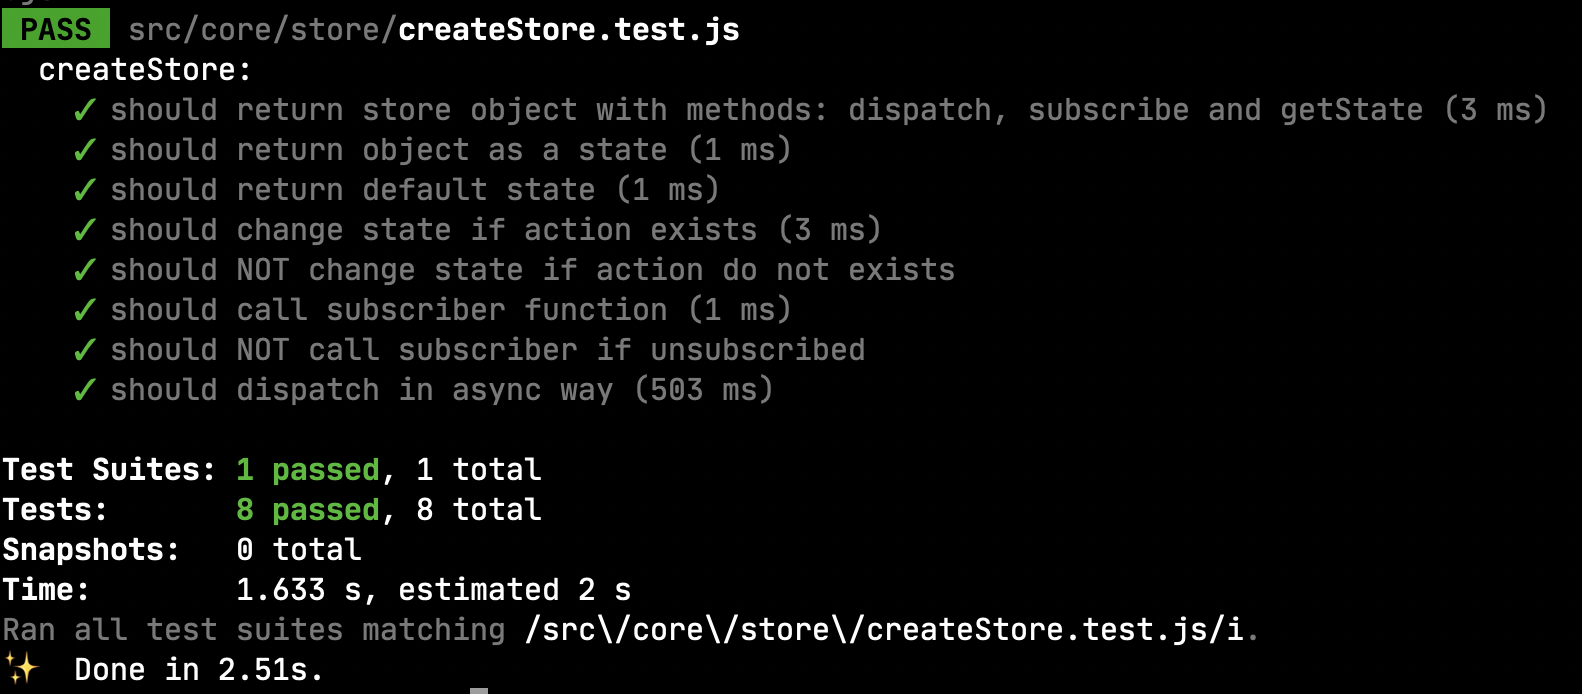 PASS src/core/store/createStore.test.js
createStore:
✓ should return store object with methods: dispatch, subscribe and getState (3 ms)
✓ should return object as a state (1 ms)
✓ should return default state (1 ms)
✓ should change state if action exists (3 ms)
✓ should NOT change state if action do not exists
✓ should call subscriber function (1 ms)
✓ should NOT call subscriber if unsubscribed
✓ should dispatch in async way (503 ms)
Test Suites: 1 passed, 1 total
Tests: 8 passed, 8 total
Snapshots: 0 total
Time: 1.633 s, estimated 2 s
Ran all test suites matching /src\/core\/store\/createStore.test.js/i.
✨ Done in 2.51s.